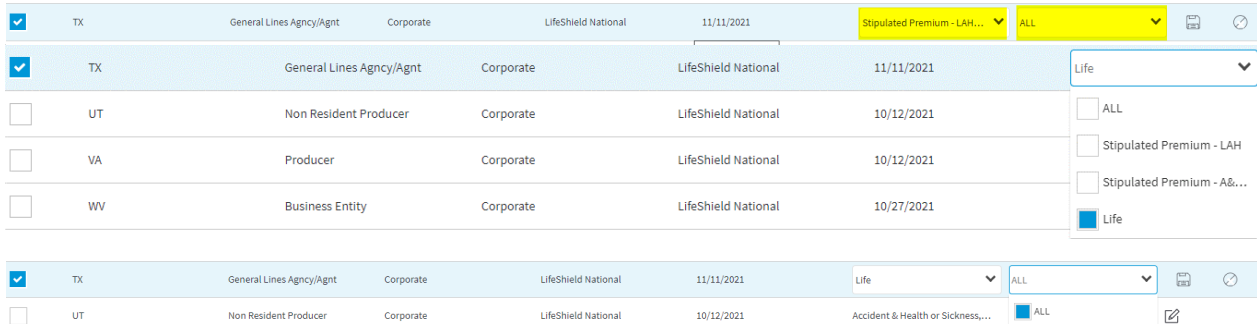 TX General Lines Agncy/Agnt Corporate LifeShield National 11/11/2021 Stipulated Premium - LAH... ALL
TX General Lines Agncy/Agnt Corporate LifeShield National 11/11/2021 Life
UT Non Resident Producer Corporate LifeShield National 10/12/2021 ALL
VA Producer Corporate LifeShield National 10/12/2021 Stipulated Premium - LAH
Stipulated Premium - A&...
WV Business Entity Corporate LifeShield National 10/27/2021 Life
TX General Lines Agncy/Agnt Corporate LifeShield National 11/11/2021 Life ALL
UT Non Resident Producer Corporate LifeShield National 10/12/2021 Accident & Health or Sickness,... ALL